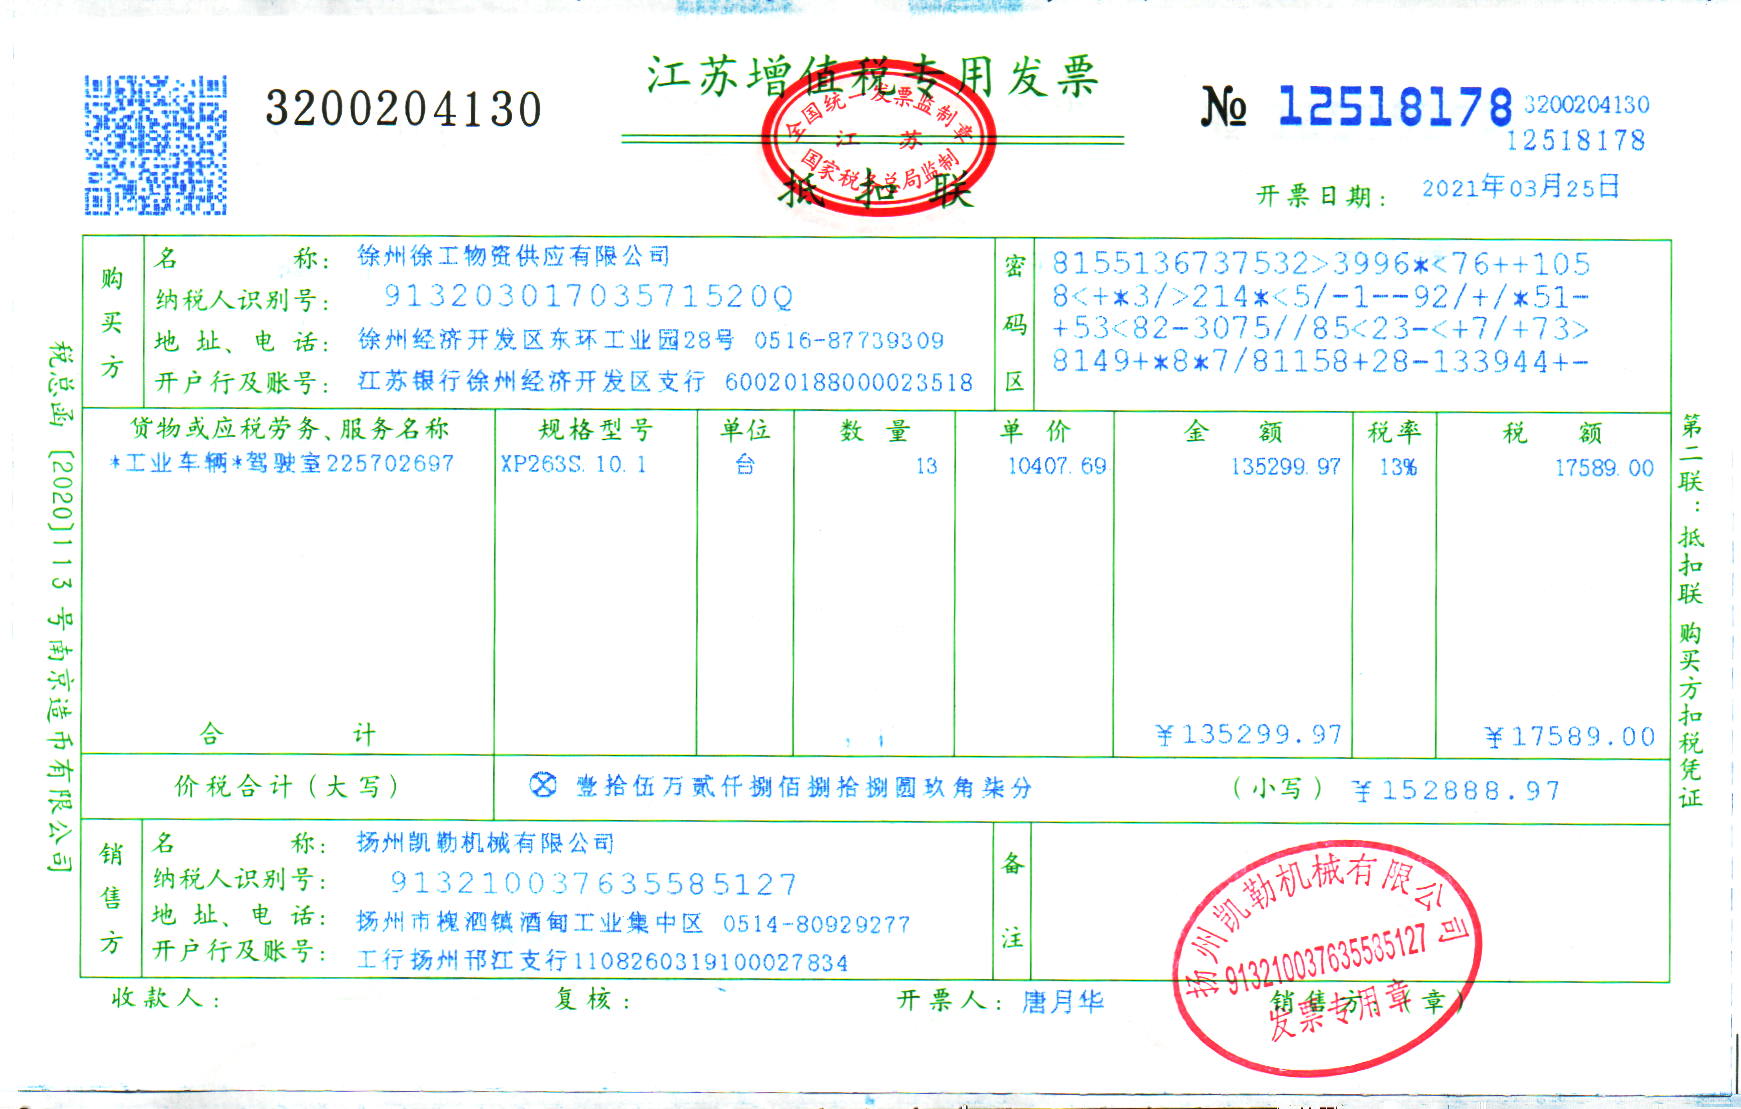 江苏增值税专用发票
3200204130
№ 12518178
3200204130
12518178
全国统一发票监制章
江苏
国家税务总局监制
抵扣联
开票日期: 2021年03月25日
购买方
名称: 徐州徐工物资供应有限公司
纳税人识别号: 91320301703571520Q
地址、电话: 徐州经济开发区东环工业园28号 0516-87739309
开户行及账号: 江苏银行徐州经济开发区支行 60020188000023518
密码区
8155136737532>3996*<76++105
8<+*3/>214*<5/-1--92/+/*51-
+53<82-3075//85<23-<+7/+73>
8149+*8*7/81158+28-133944+-
货物或应税劳务、服务名称 规格型号 单位 数量 单价 金额 税率 税额
*工业车辆*驾驶室225702697 XP263S.10.1 台 13 10407.69 135299.97 13% 17589.00
合计 ¥135299.97 ¥17589.00
价税合计(大写) ⊗ 壹拾伍万贰仟捌佰捌拾捌圆玖角柒分 (小写) ¥152888.97
销售方
名称: 扬州凯勒机械有限公司
纳税人识别号: 913210037635585127
地址、电话: 扬州市槐泗镇酒甸工业集中区 0514-80929277
开户行及账号: 工行扬州邗江支行1108260319100027834
备注
收款人: 复核: 开票人: 唐月华 销售方:(章)
扬州凯勒机械有限公司
913210037635535127
发票专用章
税总函[2020]113号南京造币有限公司
第二联:抵扣联 购买方扣税凭证